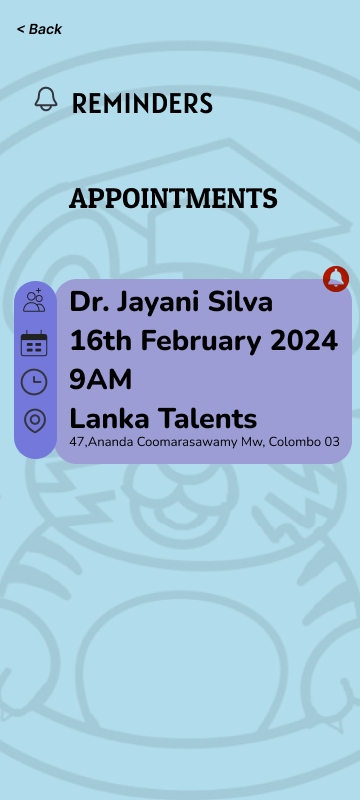 < Back
REMINDERS
APPOINTMENTS
Dr. Jayani Silva
16th February 2024
9AM
Lanka Talents
47,Ananda Coomarasawamy Mw, Colombo 03